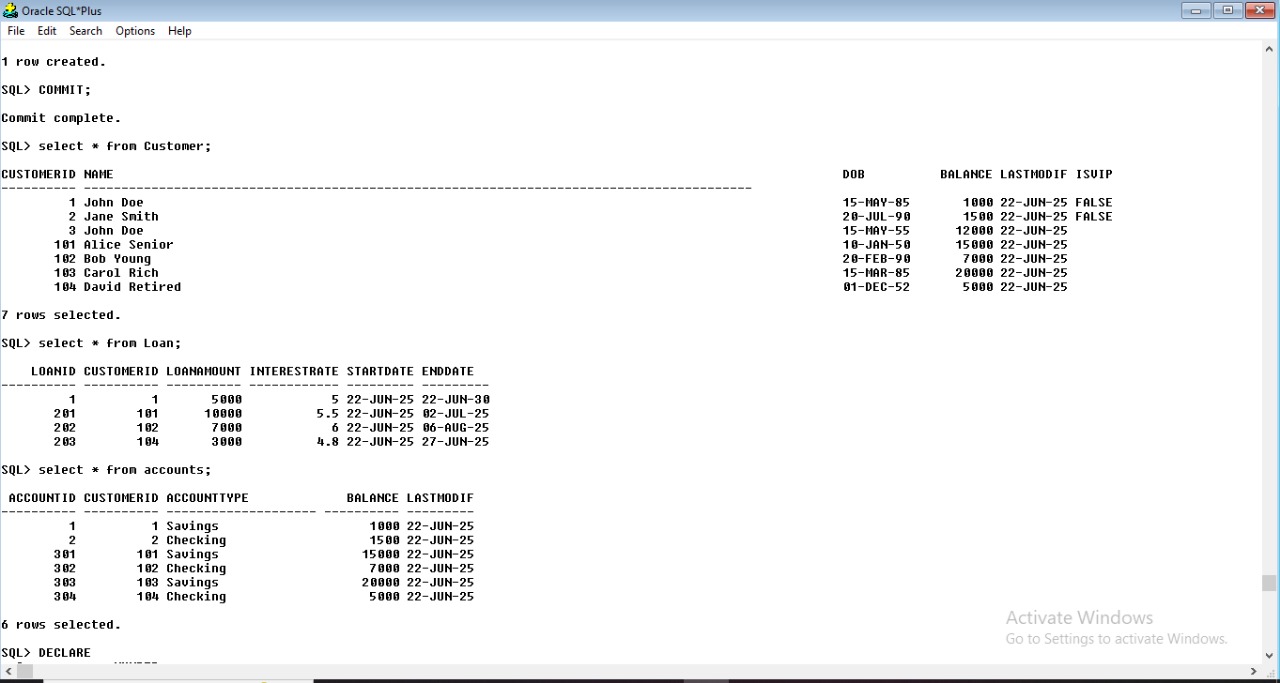 Oracle SQL*Plus
File Edit Search Options Help
1 row created.
SQL> COMMIT;
Commit complete.
SQL> select * from Customer;
CUSTOMERID NAME DOB BALANCE LASTMODIF ISVIP
---------- ----------------------------------------------------------------------------------------- 
1 John Doe 15-MAY-85 1000 22-JUN-25 FALSE
2 Jane Smith 20-JUL-90 1500 22-JUN-25 FALSE
3 John Doe 15-MAY-55 12000 22-JUN-25
101 Alice Senior 10-JAN-50 15000 22-JUN-25
102 Bob Young 20-FEB-90 7000 22-JUN-25
103 Carol Rich 15-MAR-85 20000 22-JUN-25
104 David Retired 01-DEC-52 5000 22-JUN-25
7 rows selected.
SQL> select * from Loan;
LOANID CUSTOMERID LOANAMOUNT INTERESTRATE STARTDATE ENDDATE
---------- ---------- ---------- ------------ --------- ---------
1 1 5000 5 22-JUN-25 22-JUN-30
201 101 10000 5.5 22-JUN-25 02-JUL-25
202 102 7000 6 22-JUN-25 06-AUG-25
203 104 3000 4.8 22-JUN-25 27-JUN-25
SQL> select * from accounts;
ACCOUNTID CUSTOMERID ACCOUNTTYPE BALANCE LASTMODIF
---------- ---------- -------------------- ---------- ---------
1 1 Savings 1000 22-JUN-25
2 2 Checking 1500 22-JUN-25
301 101 Savings 15000 22-JUN-25
302 102 Checking 7000 22-JUN-25
303 103 Savings 20000 22-JUN-25
304 104 Checking 5000 22-JUN-25
6 rows selected.
SQL> DECLARE
Activate Windows
Go to Settings to activate Windows.